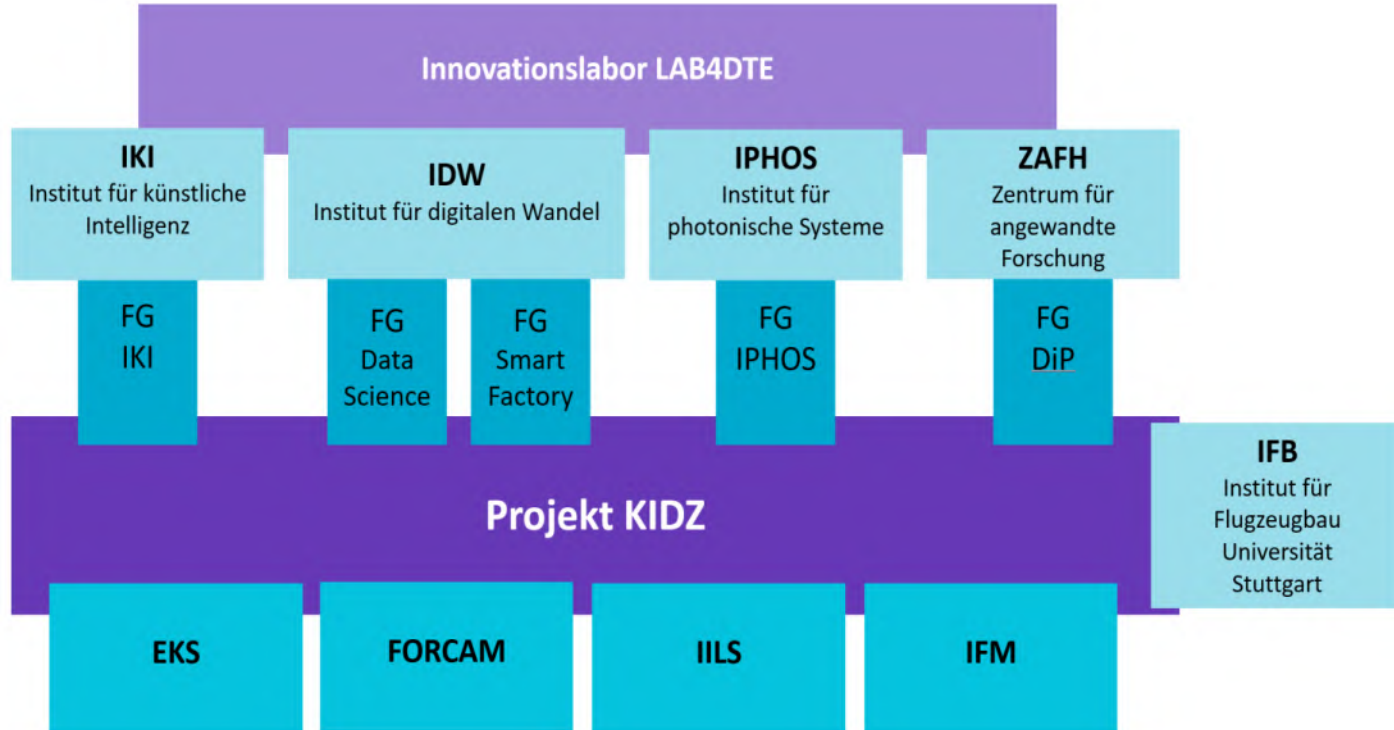 Innovationslabor LAB4DTE
IKI
Institut für künstliche
Intelligenz
IDW
Institut für digitalen Wandel
IPHOS
Institut für
photonische Systeme
ZAFH
Zentrum für
angewandte
Forschung
FG
IKI
FG
Data
Science
FG
Smart
Factory
FG
IPHOS
FG
DiP
Projekt KIDZ
IFB
Institut für
Flugzeugbau
Universität
Stuttgart
EKS
FORCAM
IILS
IFM